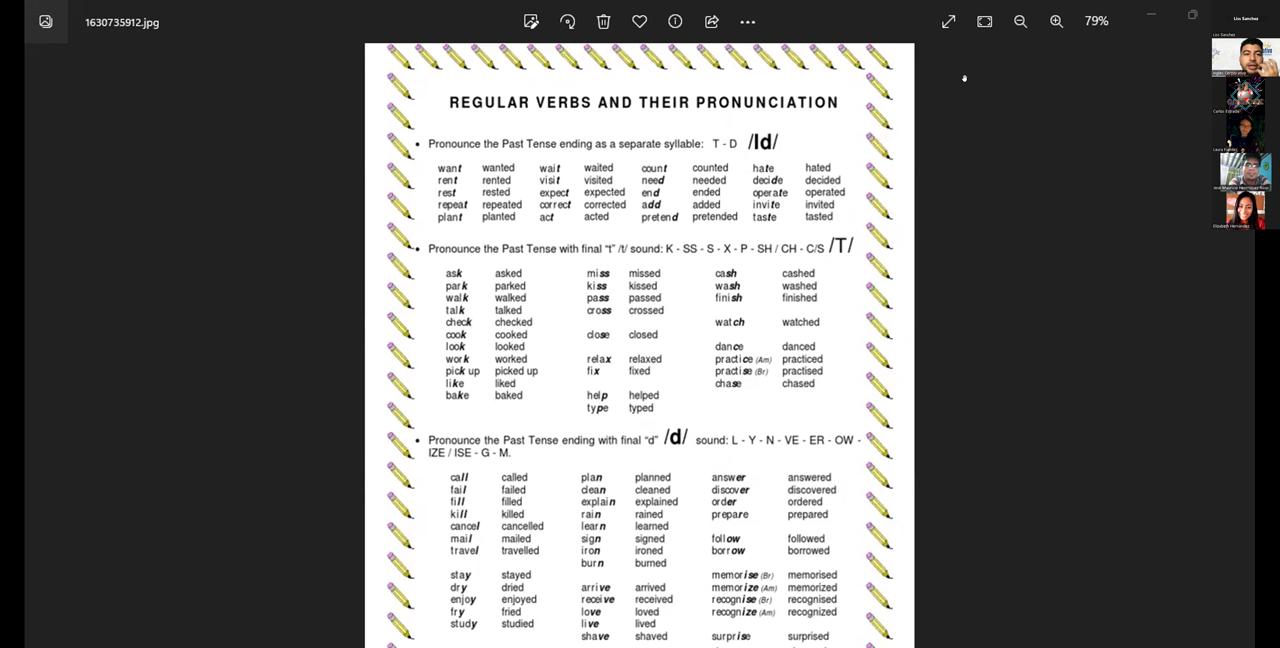 1630735912.jpg
79%
Lios Sanchez
REGULAR VERBS AND THEIR PRONUNCIATION
• Pronounce the Past Tense ending as a separate syllable: T - D /Id/
want wanted wait waited count counted hate hated
rent rented visit visited need needed decide decided
rest rested expect expected end ended operate operated
repeat repeated correct corrected add added invite invited
plant planted act acted pretend pretended taste tasted
• Pronounce the Past Tense with final “t” /t/ sound: K - SS - S - X - P - SH / CH - C/S /T/
ask asked miss missed cash cashed
park parked kiss kissed wash washed
walk walked pass passed finish finished
talk talked cross crossed
check checked watch watched
cook cooked close closed
look looked dance danced
work worked relax relaxed practice (Am) practiced
pick up picked up fix fixed practise (Br) practised
like liked chase chased
bake baked help helped
type typed
• Pronounce the Past Tense ending with final “d” /d/ sound: L - Y - N - VE - ER - OW -
IZE / ISE - G - M.
call called plan planned answer answered
fail failed clean cleaned discover discovered
fill filled explain explained order ordered
kill killed rain rained prepare prepared
cancel cancelled learn learned
mail mailed sign signed follow followed
travel travelled iron ironed borrow borrowed
burn burned
stay stayed memorise (Br) memorised
dry dried arrive arrived memorize (Am) memorized
enjoy enjoyed receive received recognise (Br) recognised
fry fried love loved recognize (Am) recognized
study studied live lived
shave shaved surprise surprised